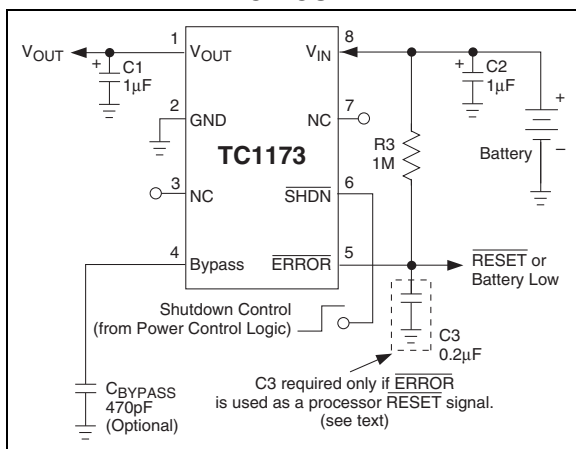 1
8
VOUT
VOUT
VIN
+
C1
1µF
+
C2
1µF
+
2
GND
7
NC
R3
1M
–
Battery
TC1173
3
NC
6
SHDN
4
Bypass
5
ERROR
RESET or
Battery Low
Shutdown Control
(from Power Control Logic)
C3
0.2µF
CBYPASS
470pF
(Optional)
C3 required only if ERROR
is used as a processor RESET signal.
(see text)